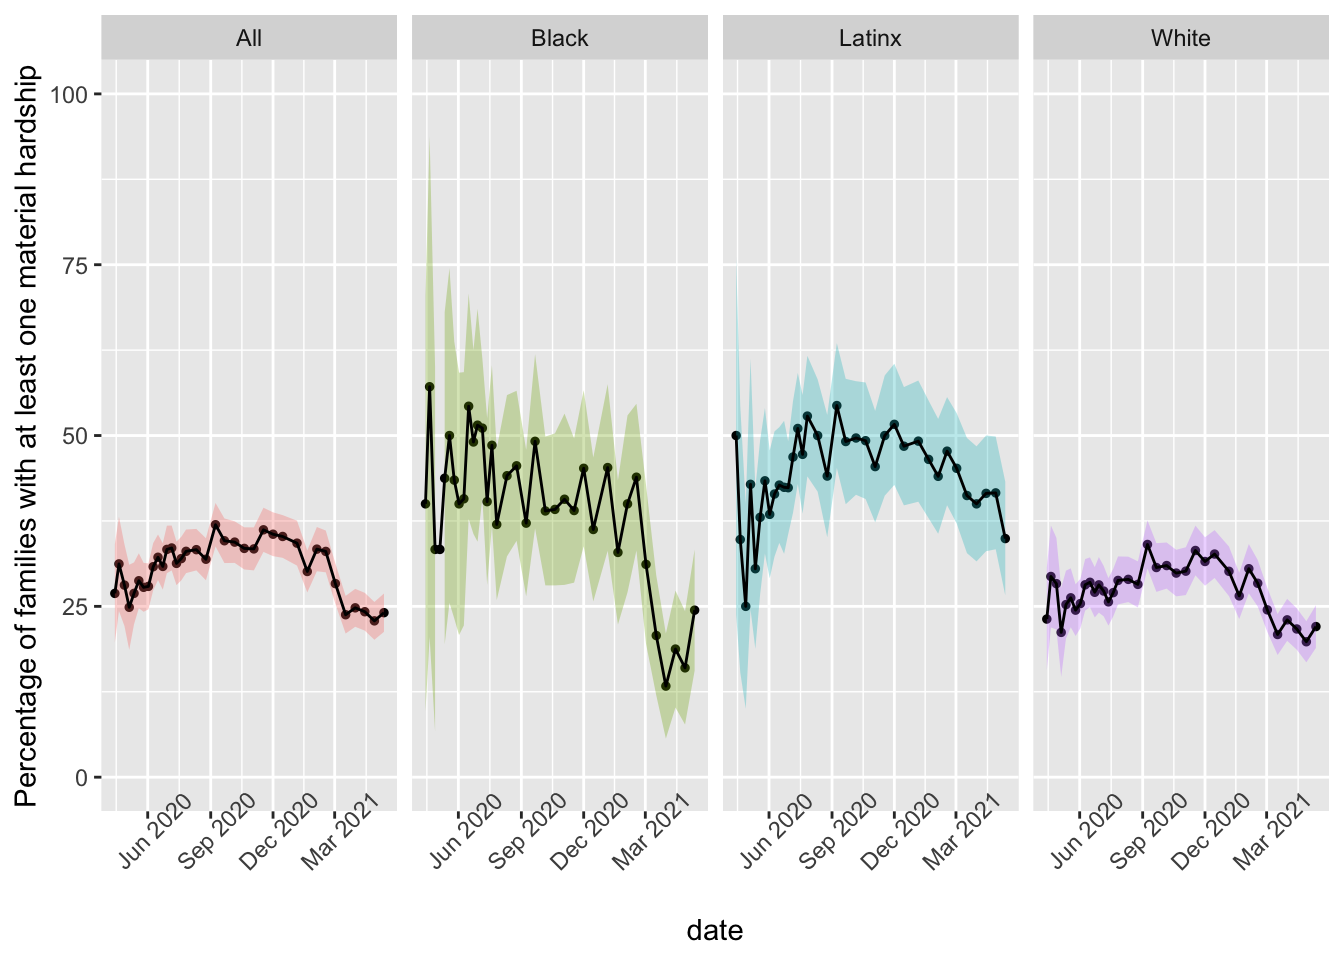 All
Black
Latinx
White
Percentage of families with at least one material hardship
100
75
50
25
0
Jun 2020
Sep 2020
Dec 2020
Mar 2021
Jun 2020
Sep 2020
Dec 2020
Mar 2021
Jun 2020
Sep 2020
Dec 2020
Mar 2021
Jun 2020
Sep 2020
Dec 2020
Mar 2021
date